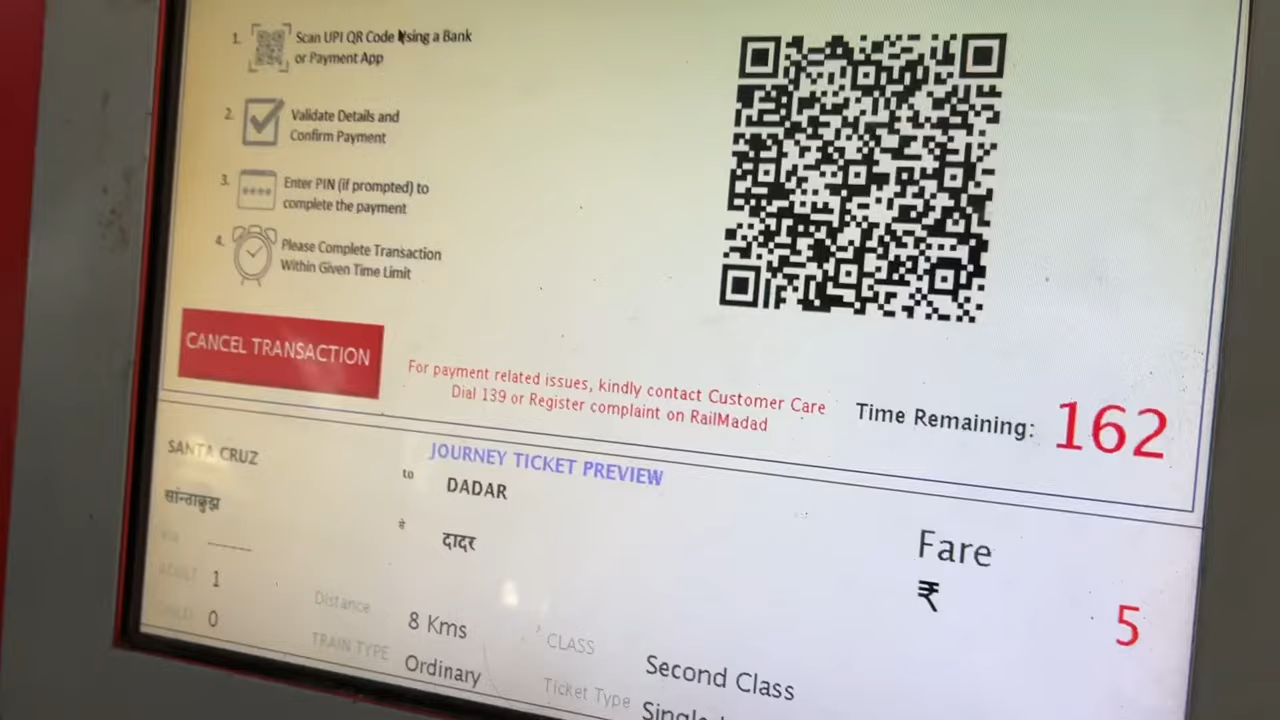 1. Scan UPI QR Code Using a Bank
or Payment App
2. Validate Details and
Confirm Payment
3. Enter PIN (if prompted) to
complete the payment
4. Please Complete Transaction
Within Given Time Limit
CANCEL TRANSACTION
For payment related issues, kindly contact Customer Care
Dial 139 or Register complaint on RailMadad
Time Remaining: 162
JOURNEY TICKET PREVIEW
SANTA CRUZ to DADAR
सांन्ताक्रुझ से दादर
Fare
₹ 5
Via
ADULT 1
CHILD 0
Distance 8 Kms
CLASS Second Class
TRAIN TYPE Ordinary
Ticket Type